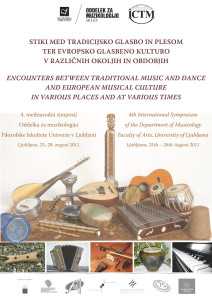 ODDELEK ZA
MUZIKOLOGIJO
ICTM
STIKI MED TRADICIJSKO GLASBO IN PLESOM
TER EVROPSKO GLASBENO KULTURO
V RAZLIČNIH OKOLJIH IN OBDOBJIH
ENCOUNTERS BETWEEN TRADITIONAL MUSIC AND DANCE
AND EUROPEAN MUSICAL CULTURE
IN VARIOUS PLACES AND AT VARIOUS TIMES
4. mednarodni simpozij
Oddelka za muzikologijo
Filozofske fakultete Univerze v Ljubljani
Ljubljana, 25.–28. avgust 2011
4th International Symposium
of the Department of Musicology
Faculty of Arts, University of Ljubljana
Ljubljana, 25th – 28th August 2011